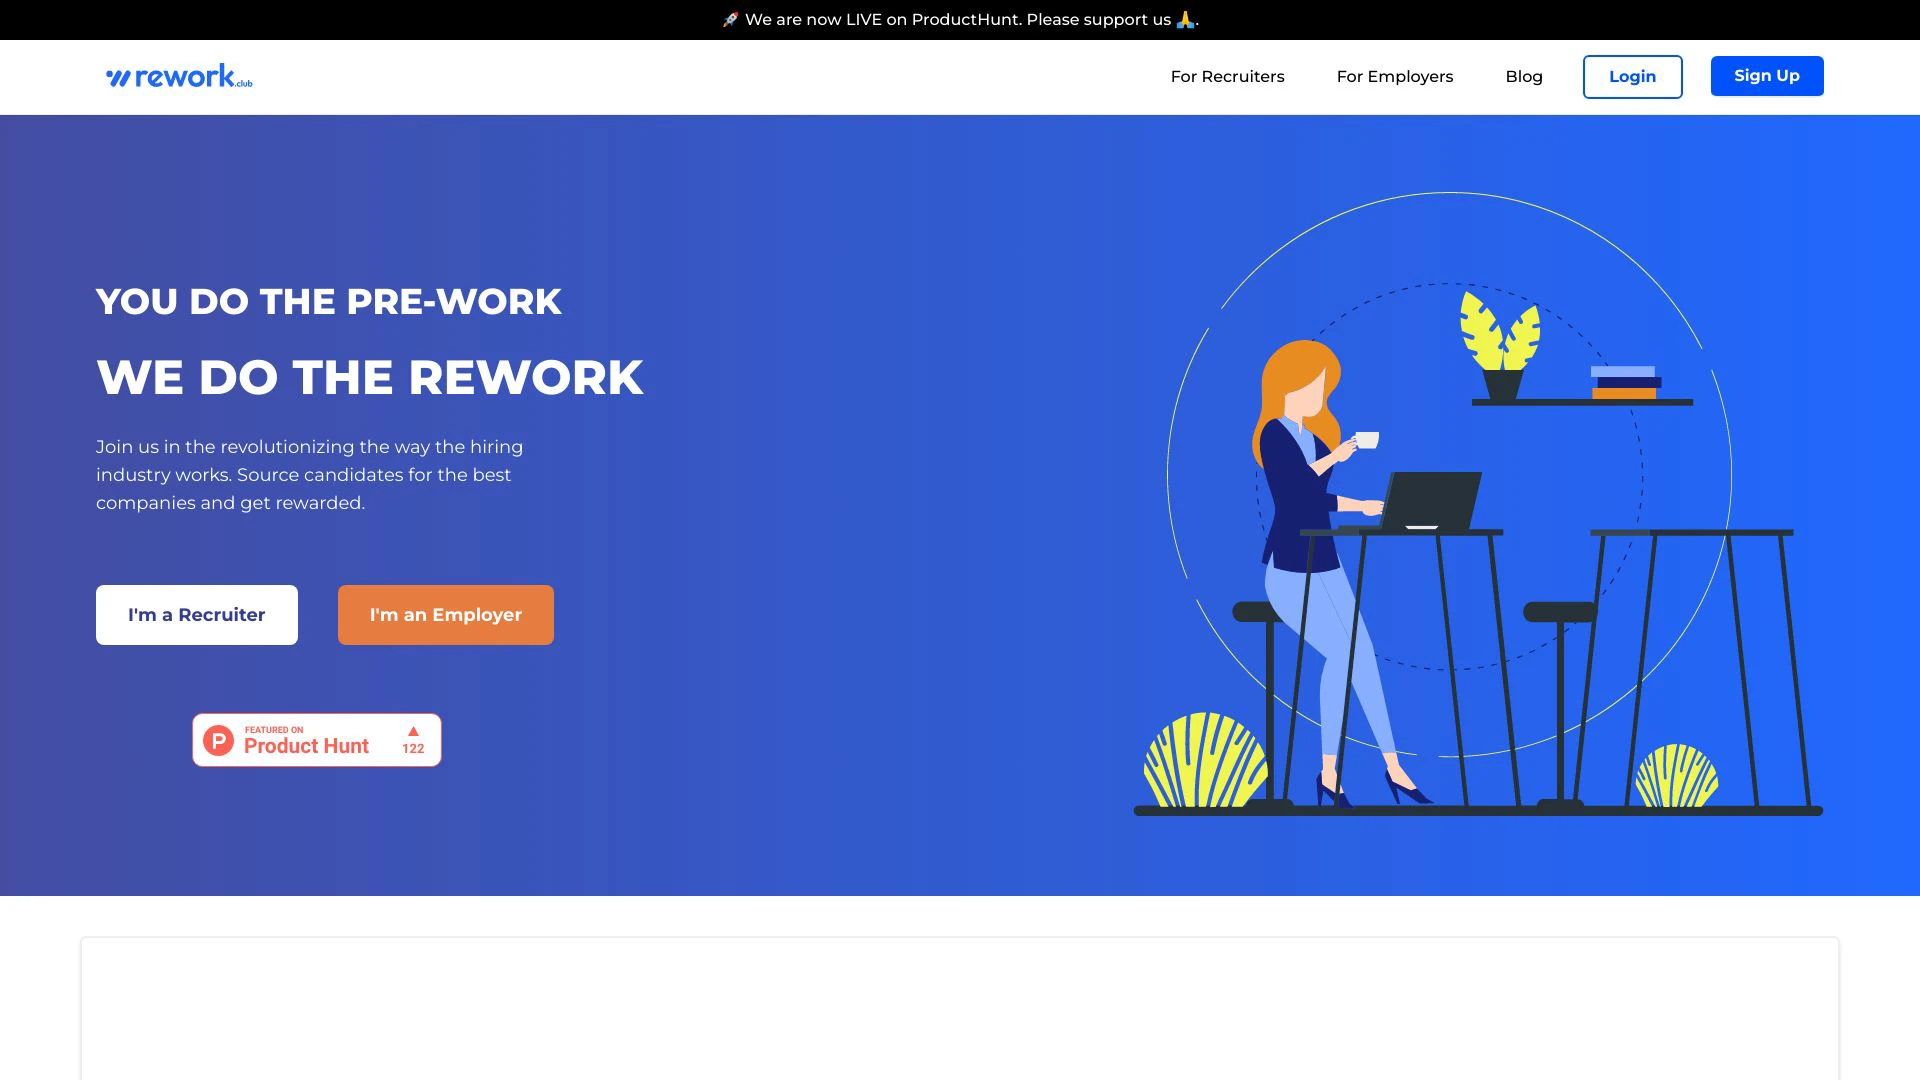 🚀 We are now LIVE on ProductHunt. Please support us 🙏.
rework.club
For Recruiters
For Employers
Blog
Login
Sign Up
YOU DO THE PRE-WORK
WE DO THE REWORK
Join us in the revolutionizing the way the hiring
industry works. Source candidates for the best
companies and get rewarded.
I'm a Recruiter
I'm an Employer
P
FEATURED ON
Product Hunt
122